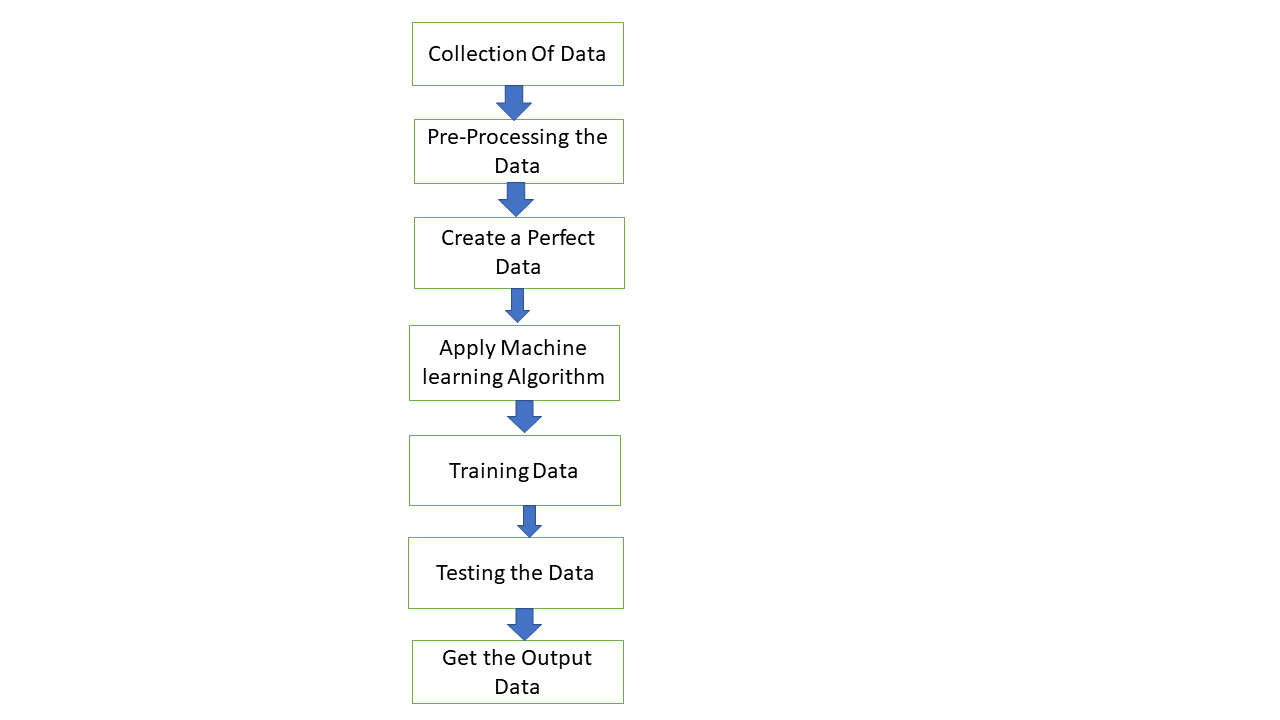 Collection Of Data
Pre-Processing the
Data
Create a Perfect
Data
Apply Machine
learning Algorithm
Training Data
Testing the Data
Get the Output
Data